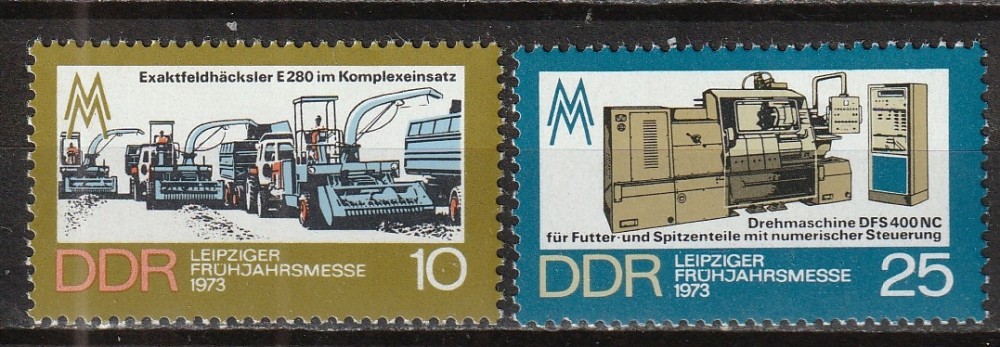 Exaktfeldhäcksler E 280 im Komplexeinsatz
DDR
LEIPZIGER
FRÜHJAHRSMESSE
1973
10
Drehmaschine DFS 400 NC
für Futter- und Spitzenteile mit numerischer Steuerung
DDR
LEIPZIGER
FRÜHJAHRSMESSE
1973
25